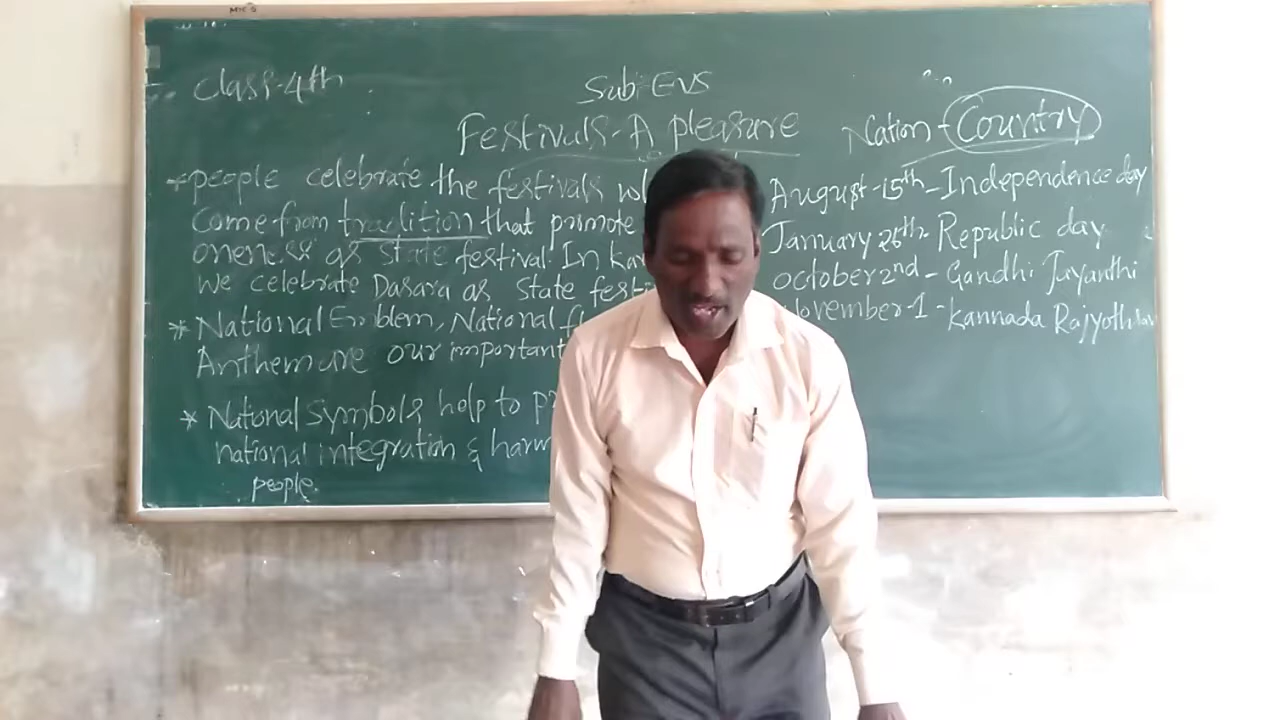 Class-4th
Sub: EVS
Festivals-A pleasure
Nation - Country
*people celebrate the festivals
come from tradition that promote
oneness as state festival. In
We celebrate Dasara as state
* National Emblem, National
Anthem are our important
* National Symbols help to
national integration &
people.
August-15th-Independence day
January 26th- Republic day
October 2nd - Gandhi Jayanthi
November-1 - Kannada